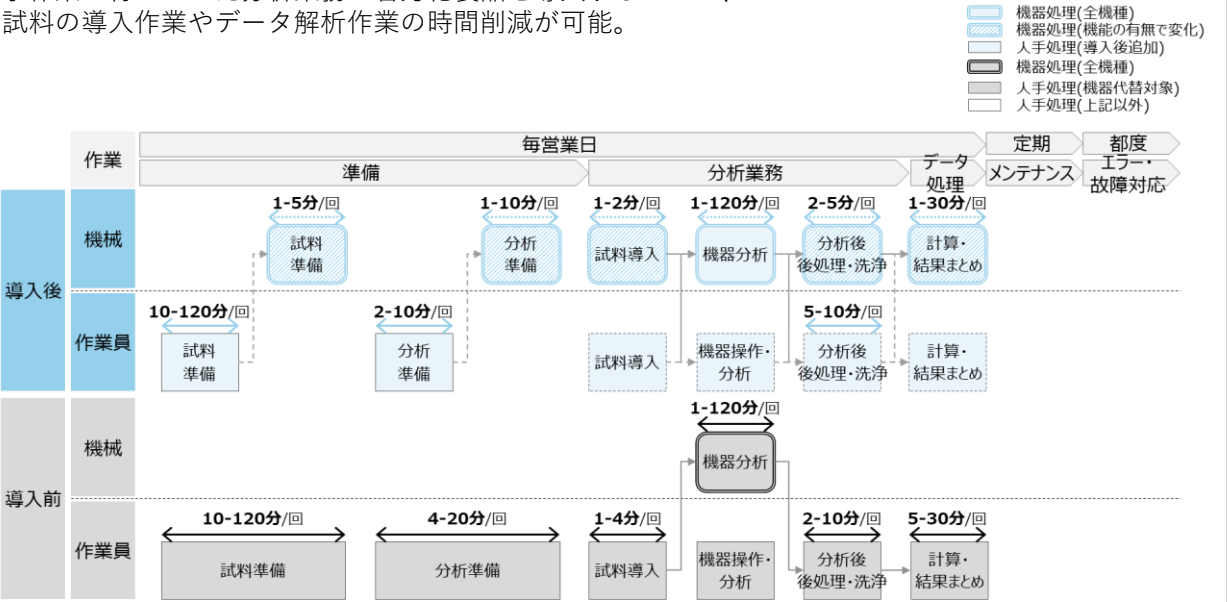 試料の導入作業やデータ解析作業の時間削減が可能。
機器処理(全機種)
機器処理(機能の有無で変化)
人手処理(導入後追加)
機器処理(全機種)
人手処理(機器代替対象)
人手処理(上記以外)
作業
毎営業日
定期
都度
準備
分析業務
データ
処理
メンテナンス
エラー・
故障対応
導入後
機械
1-5分/回
試料
準備
1-10分/回
分析
準備
1-2分/回
試料導入
1-120分/回
機器分析
2-5分/回
分析後
後処理・洗浄
1-30分/回
計算・
結果まとめ
作業員
10-120分/回
試料
準備
2-10分/回
分析
準備
試料導入
機器操作・
分析
5-10分/回
分析後
後処理・洗浄
計算・
結果まとめ
導入前
機械
1-120分/回
機器分析
作業員
10-120分/回
試料準備
4-20分/回
分析準備
1-4分/回
試料導入
機器操作・
分析
2-10分/回
分析後
後処理・洗浄
5-30分/回
計算・
結果まとめ